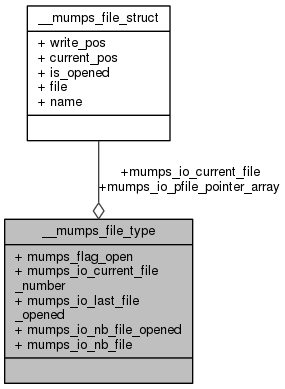 __mumps_file_struct
+ write_pos
+ current_pos
+ is_opened
+ file
+ name
+mumps_io_current_file
+mumps_io_pfile_pointer_array
__mumps_file_type
+ mumps_flag_open
+ mumps_io_current_file
_number
+ mumps_io_last_file
_opened
+ mumps_io_nb_file_opened
+ mumps_io_nb_file